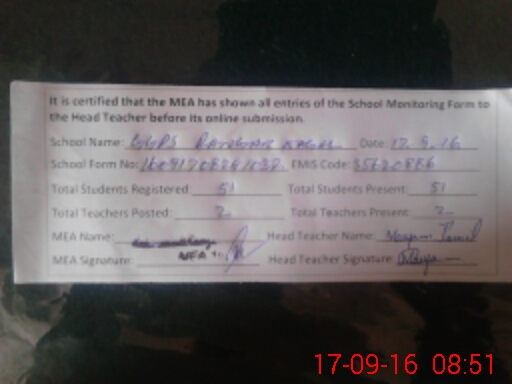 It is certified that the MEA has shown all entries of the School Monitoring Form to
the Head Teacher before its online submission.
School Name: GGPS Date: 17.9.16
School Form No: EMIS Code: 35620886
Total Students Registered: 51 Total Students Present: 51
Total Teachers Posted: 2 Total Teachers Present: 2
MEA Name: Head Teacher Name:
MEA Signature: MEA Head Teacher Signature:
17-09-16 08:51